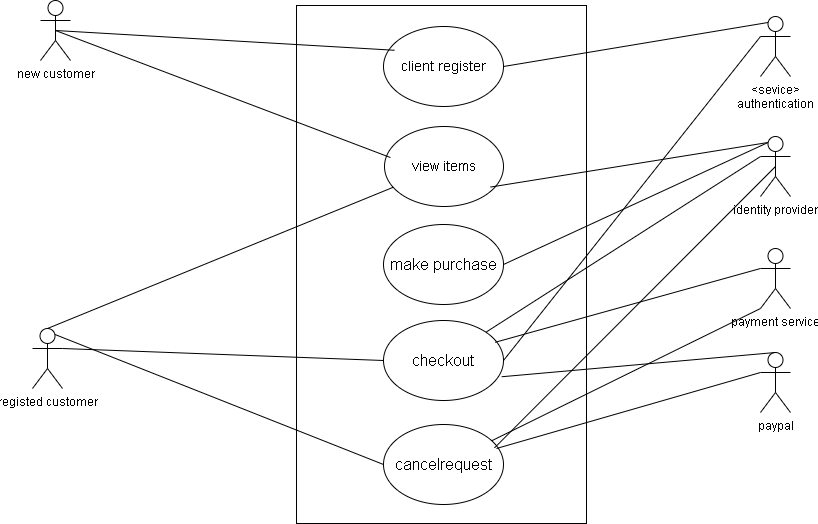 new customer
client register
<sevice>
authentication
view items
identity provider
make purchase
payment service
checkout
registed customer
paypal
cancelrequest